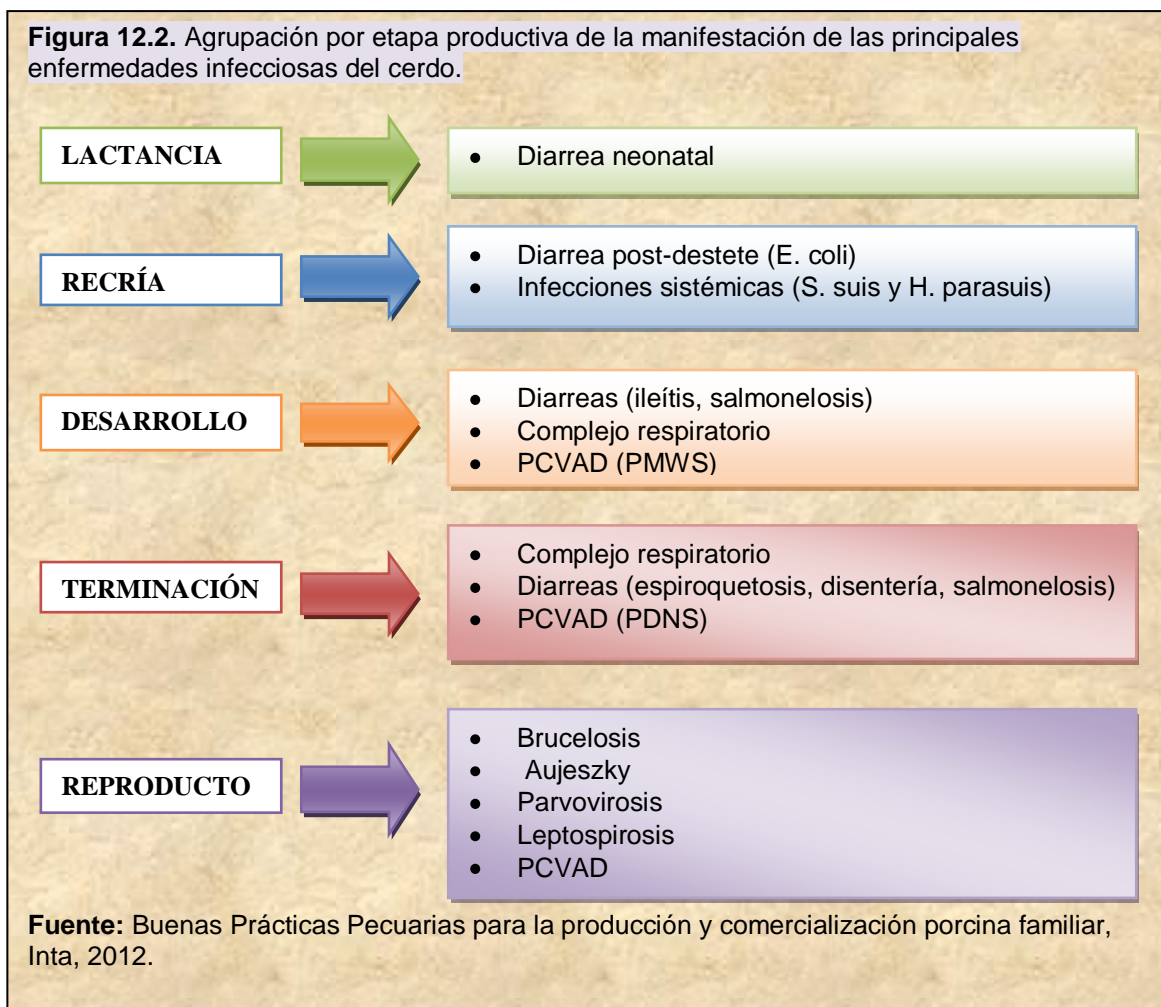 Figura 12.2. Agrupación por etapa productiva de la manifestación de las principales
enfermedades infecciosas del cerdo.
LACTANCIA
• Diarrea neonatal
RECRÍA
• Diarrea post-destete (E. coli)
• Infecciones sistémicas (S. suis y H. parasuis)
DESARROLLO
• Diarreas (ileítis, salmonelosis)
• Complejo respiratorio
• PCVAD (PMWS)
TERMINACIÓN
• Complejo respiratorio
• Diarreas (espiroquetosis, disentería, salmonelosis)
• PCVAD (PDNS)
REPRODUCTO
• Brucelosis
• Aujeszky
• Parvovirosis
• Leptospirosis
• PCVAD
Fuente: Buenas Prácticas Pecuarias para la producción y comercialización porcina familiar,
Inta, 2012.